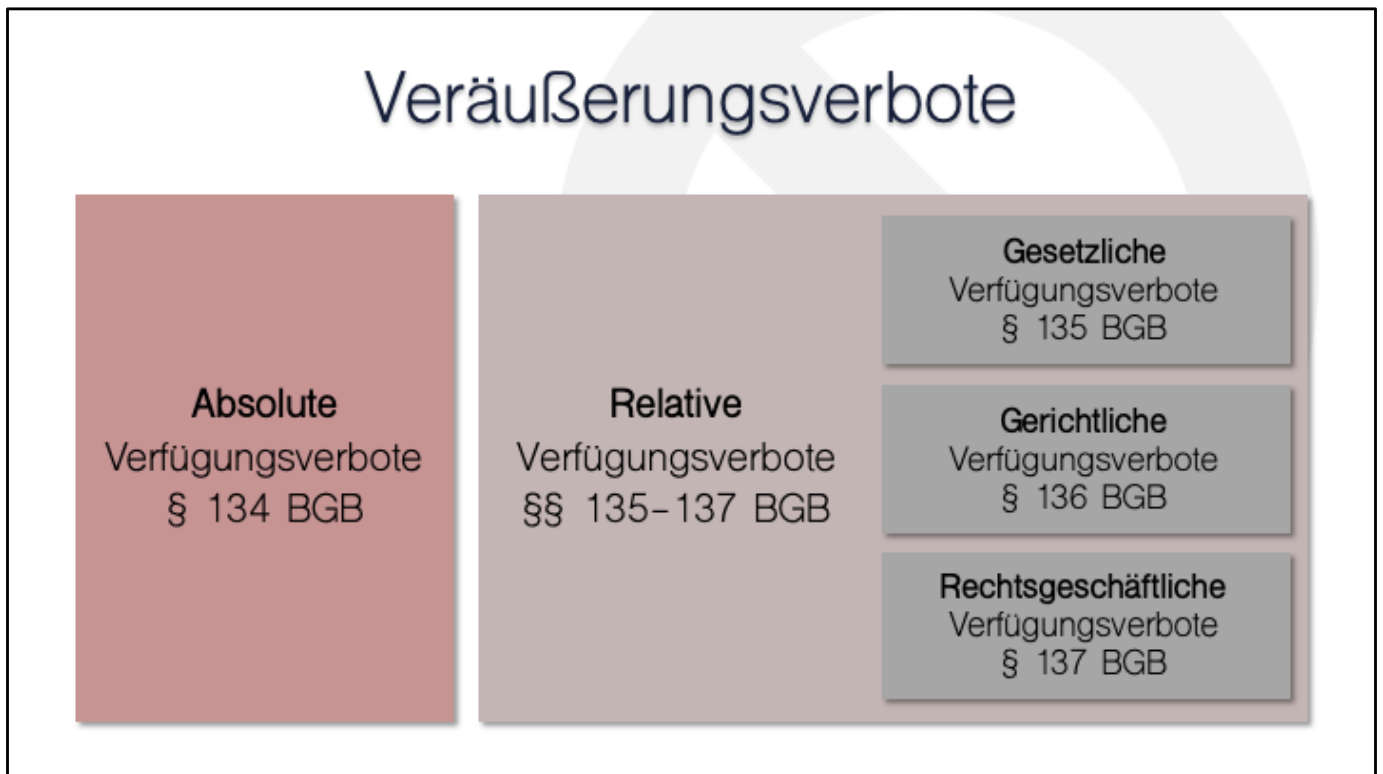 Veräußerungsverbote
Absolute
Verfügungsverbote
§ 134 BGB
Relative
Verfügungsverbote
§§ 135–137 BGB
Gesetzliche
Verfügungsverbote
§ 135 BGB
Gerichtliche
Verfügungsverbote
§ 136 BGB
Rechtsgeschäftliche
Verfügungsverbote
§ 137 BGB